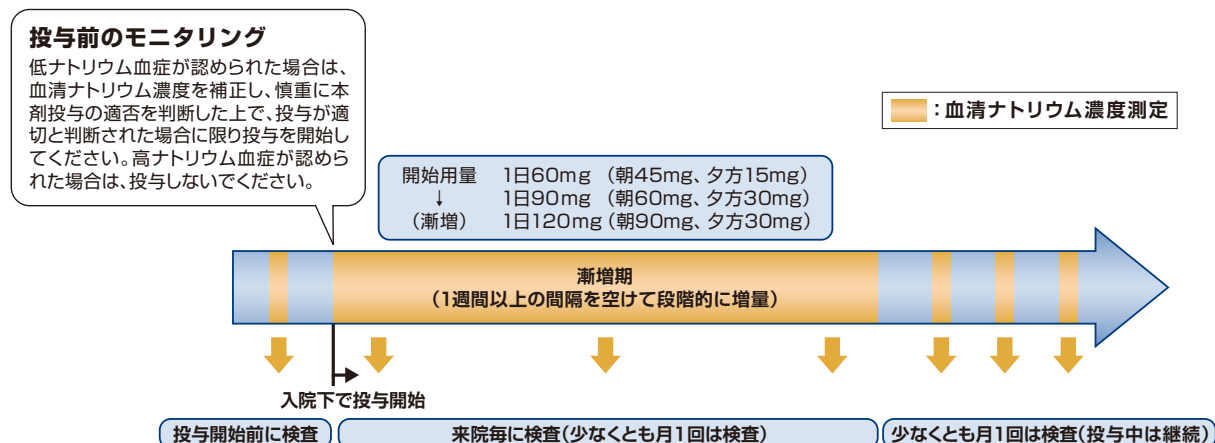 投与前のモニタリング
低ナトリウム血症が認められた場合は、
血清ナトリウム濃度を補正し、慎重に本
剤投与の適否を判断した上で、投与が適
切と判断された場合に限り投与を開始し
てください。高ナトリウム血症が認めら
れた場合は、投与しないでください。
：血清ナトリウム濃度測定
開始用量 1日60mg （朝45mg、夕方15mg）
↓ 1日90mg （朝60mg、夕方30mg）
（漸増） 1日120mg（朝90mg、夕方30mg）
漸増期
（1週間以上の間隔を空けて段階的に増量）
入院下で投与開始
投与開始前に検査
来院毎に検査（少なくとも月1回は検査）
少なくとも月1回は検査（投与中は継続）